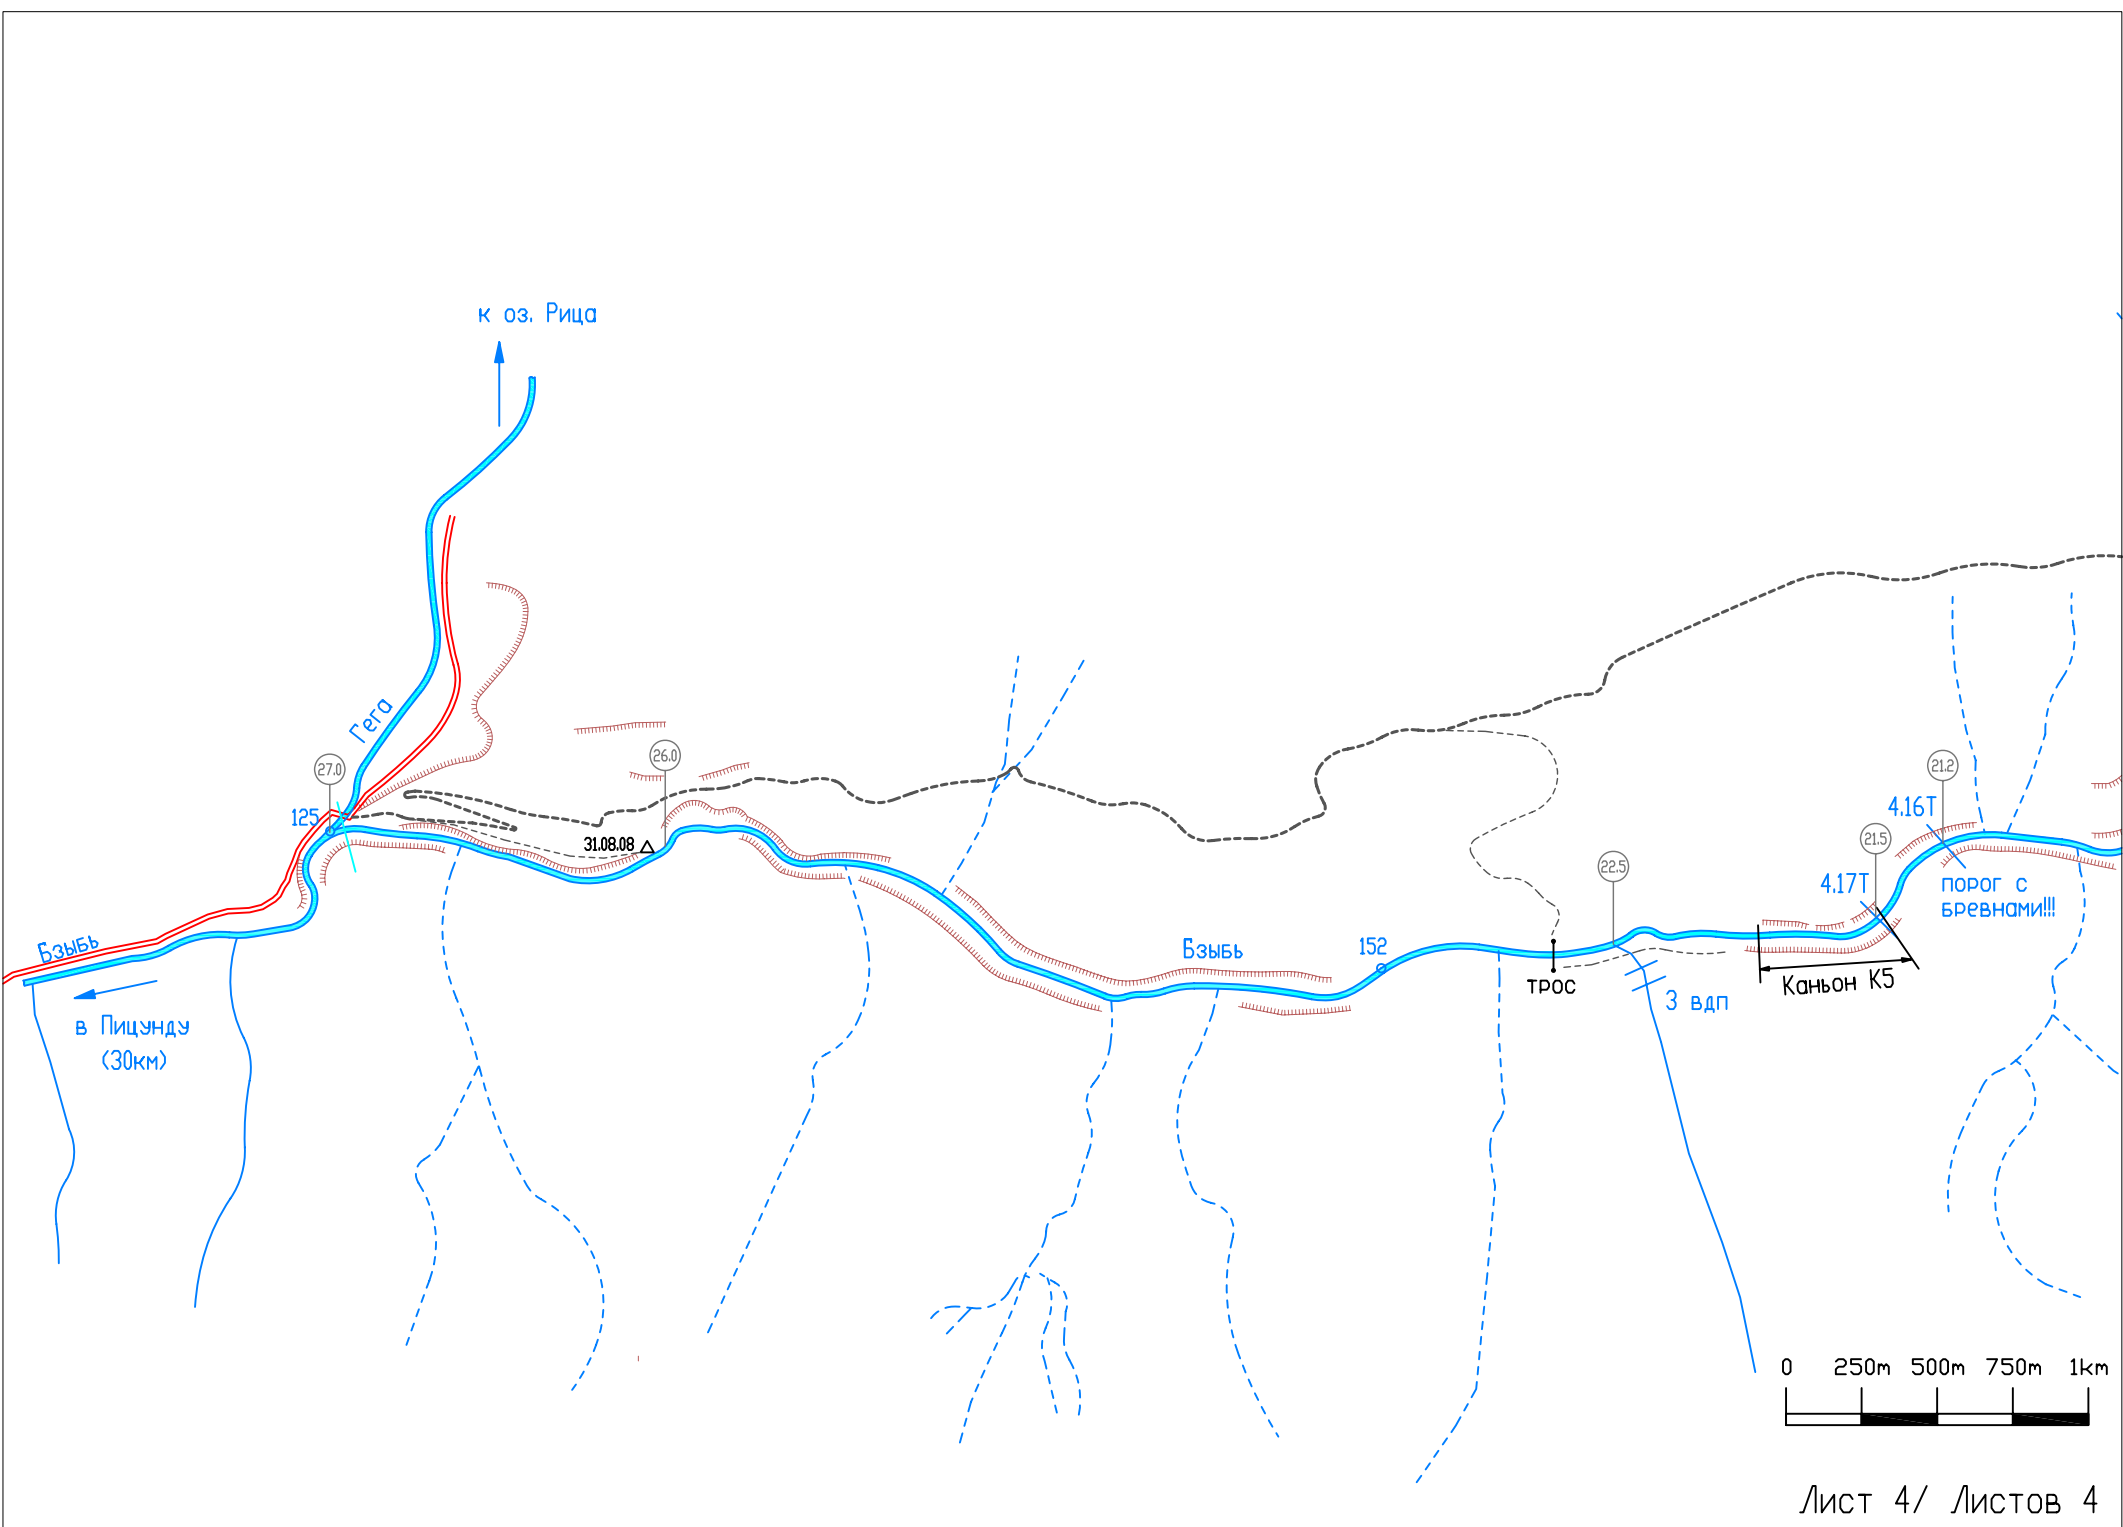 к оз. Рица
Гега
27.0
26.0
125
31.08.08
21.2
4.16Т
21.5
22.5
4.17Т
порог с
бревнами!!!
Бзыбь
Бзыбь
152
трос
Каньон К5
3 вдп
в Пицунду
(30км)
0 250m 500m 750m 1km
Лист 4/ Листов 4